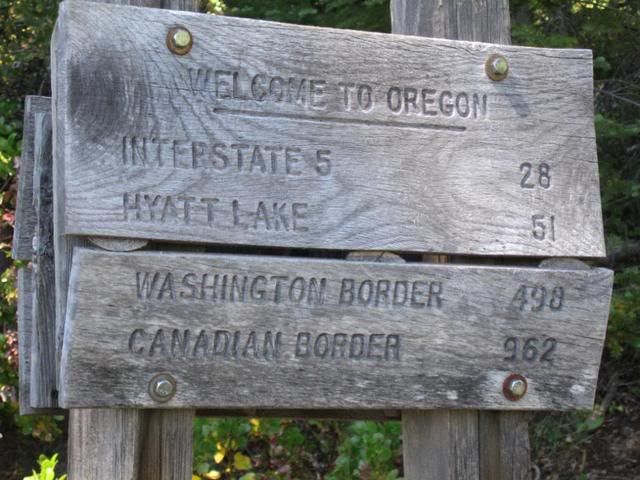 WELCOME TO OREGON
INTERSTATE 5 28
HYATT LAKE 51
WASHINGTON BORDER 498
CANADIAN BORDER 962